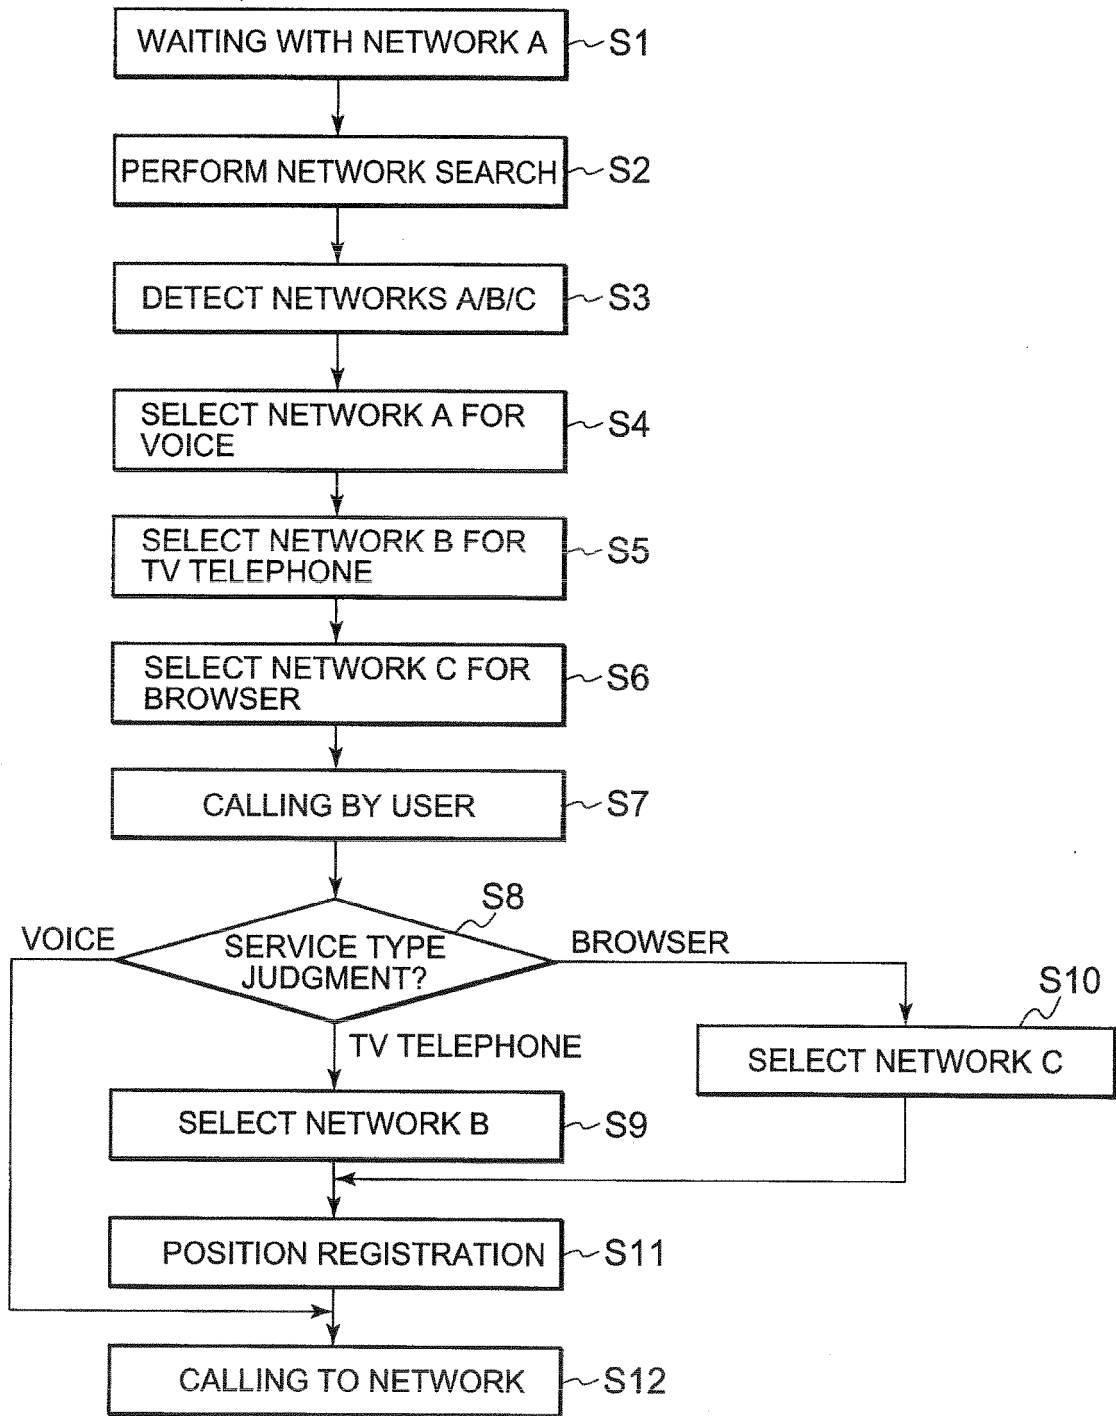 WAITING WITH NETWORK A
S1
PERFORM NETWORK SEARCH
S2
DETECT NETWORKS A/B/C
S3
SELECT NETWORK A FOR
VOICE
S4
SELECT NETWORK B FOR
TV TELEPHONE
S5
SELECT NETWORK C FOR
BROWSER
S6
CALLING BY USER
S7
S8
VOICE
SERVICE TYPE
JUDGMENT?
BROWSER
TV TELEPHONE
S10
SELECT NETWORK C
SELECT NETWORK B
S9
POSITION REGISTRATION
S11
CALLING TO NETWORK
S12